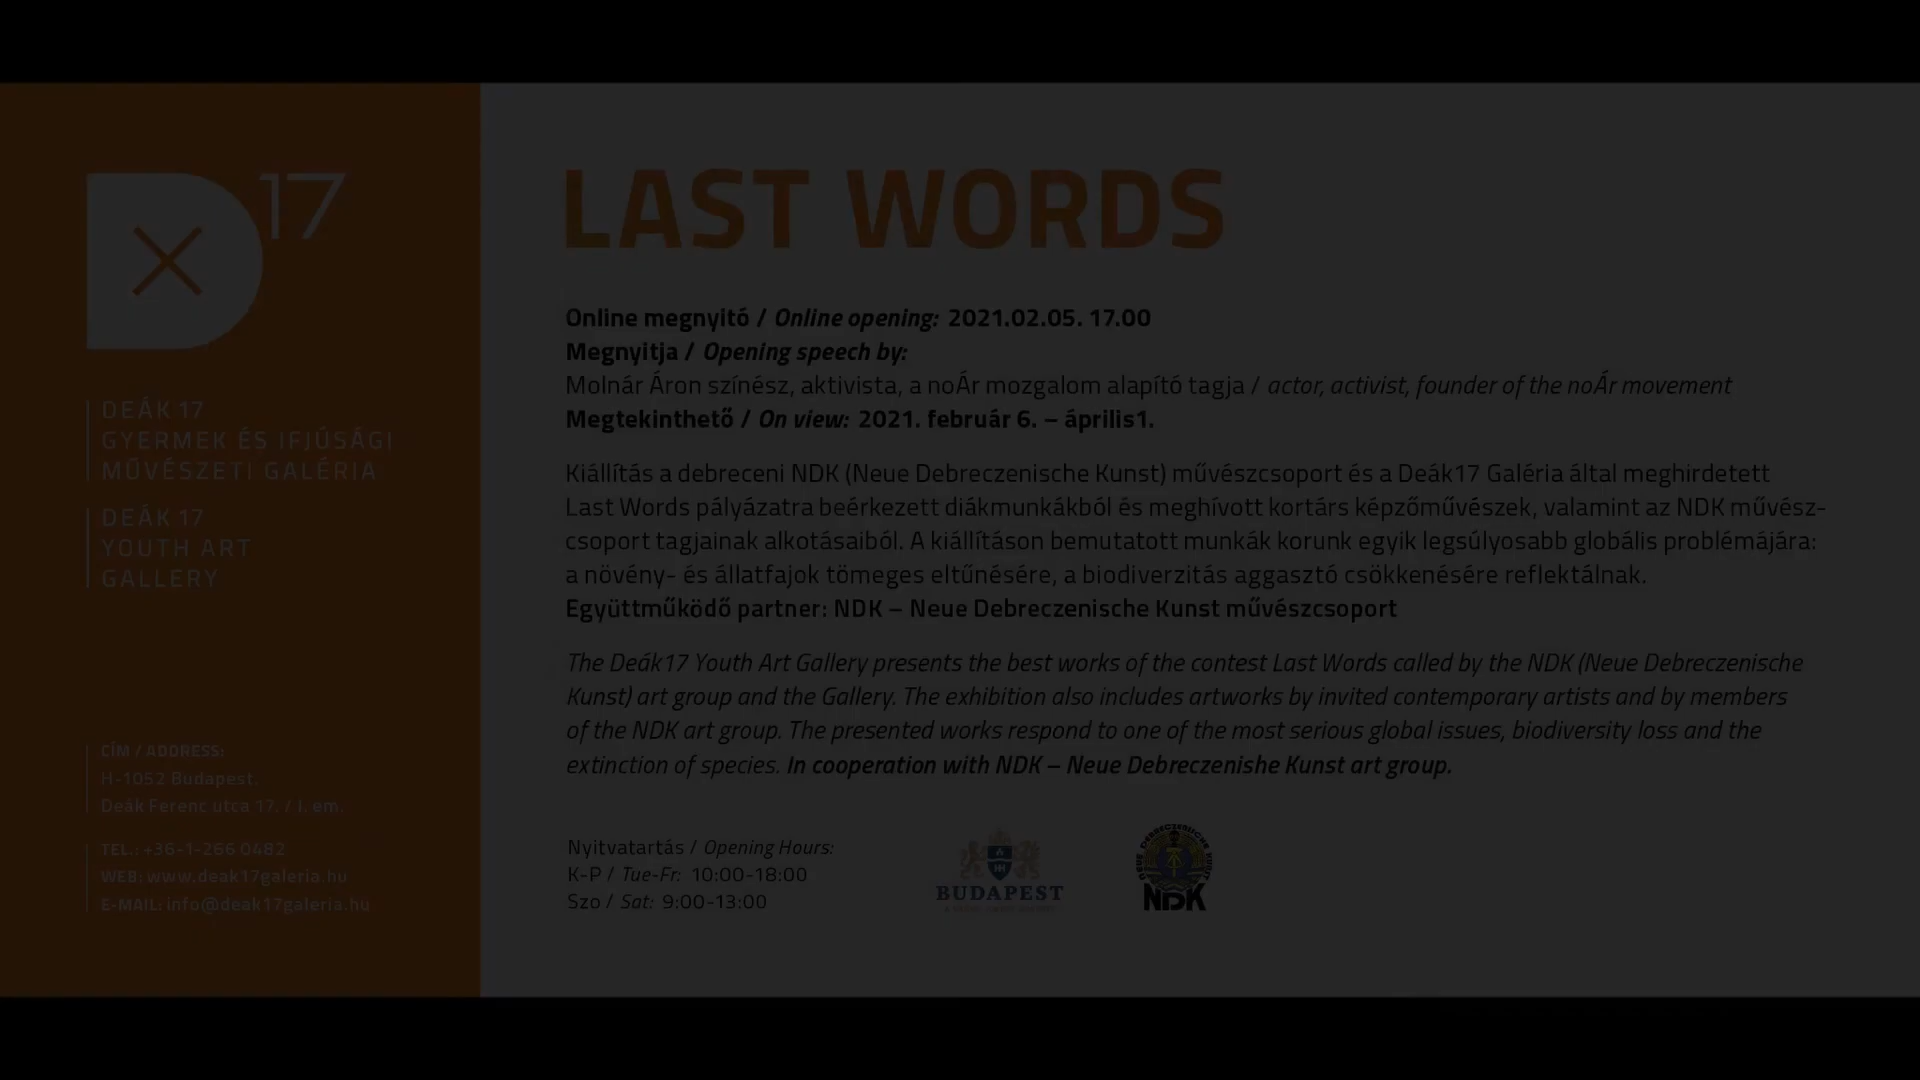 17
DEÁK 17
GYERMEK ÉS IFJÚSÁGI
MŰVÉSZETI GALÉRIA
DEÁK 17
YOUTH ART
GALLERY
CÍM / ADDRESS:
H-1052 Budapest,
Deák Ferenc utca 17. / I. em.
TEL.: +36-1-266 0482
WEB: www.deak17galeria.hu
E-MAIL: info@deak17galeria.hu
LAST WORDS
Online megnyitó / Online opening: 2021.02.05. 17.00
Megnyitja / Opening speech by:
Molnár Áron színész, aktivista, a noÁr mozgalom alapító tagja / actor, activist, founder of the noÁr movement
Megtekinthető / On view: 2021. február 6. – április1.
Kiállítás a debreceni NDK (Neue Debreczenische Kunst) művészcsoport és a Deák17 Galéria által meghirdetett
Last Words pályázatra beérkezett diákmunkákból és meghívott kortárs képzőművészek, valamint az NDK művész-
csoport tagjainak alkotásaiból. A kiállításon bemutatott munkák korunk egyik legsúlyosabb globális problémájára:
a növény- és állatfajok tömeges eltűnésére, a biodiverzitás aggasztó csökkenésére reflektálnak.
Együttműködő partner: NDK – Neue Debreczenische Kunst művészcsoport
The Deák17 Youth Art Gallery presents the best works of the contest Last Words called by the NDK (Neue Debreczenische
Kunst) art group and the Gallery. The exhibition also includes artworks by invited contemporary artists and by members
of the NDK art group. The presented works respond to one of the most serious global issues, biodiversity loss and the
extinction of species. In cooperation with NDK – Neue Debreczenishe Kunst art group.
Nyitvatartás / Opening Hours:
K-P / Tue-Fr: 10:00-18:00
Szo / Sat: 9:00-13:00
BUDAPEST
NEUE DEBRECZENISCHE KUNST
NDK